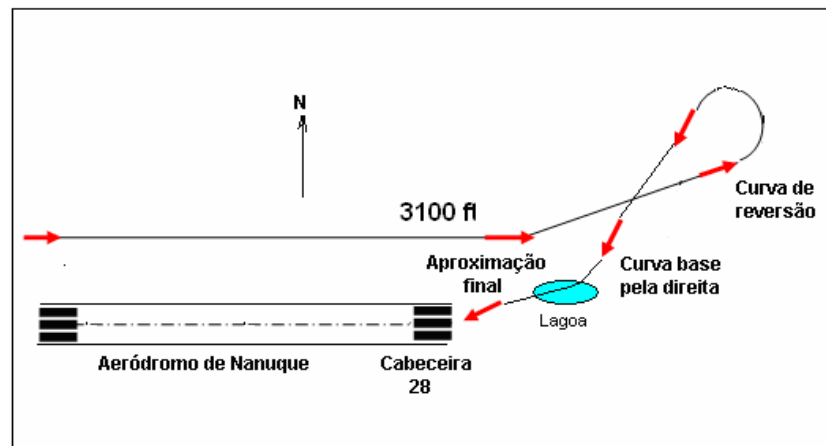 N
3100 ft
Curva de
reversão
Aproximação
final
Curva base
pela direita
Lagoa
Aeródromo de Nanuque
Cabeceira
28